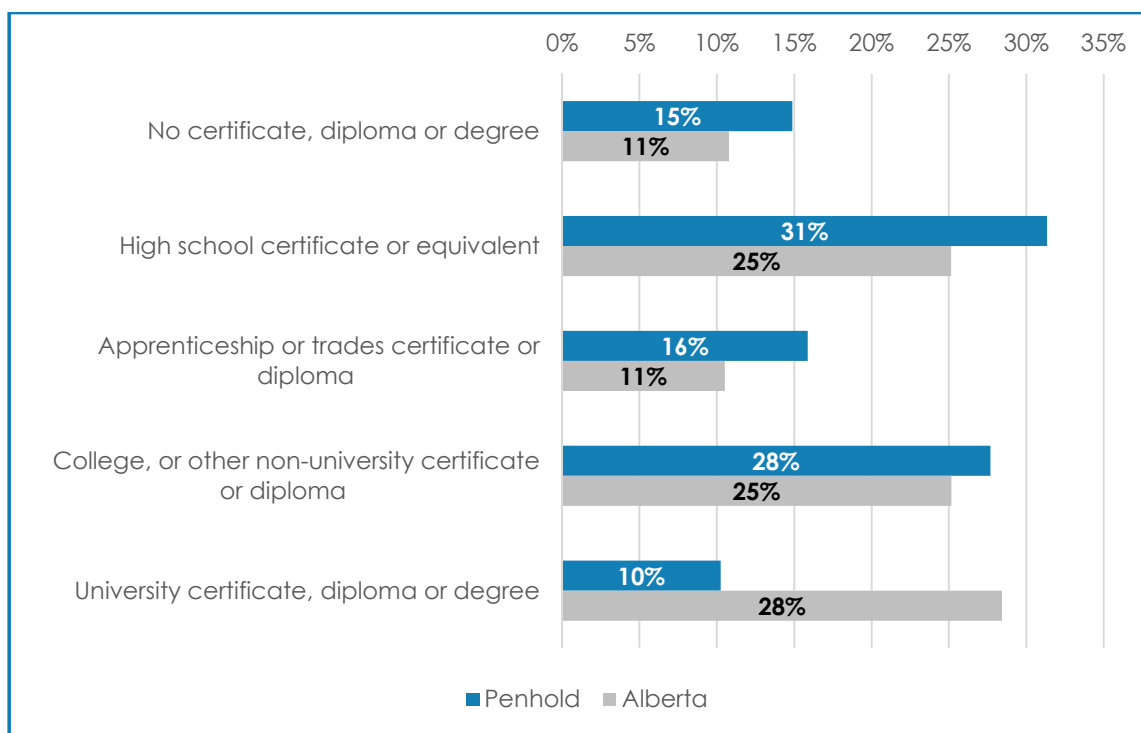 0% 5% 10% 15% 20% 25% 30% 35%
No certificate, diploma or degree
15%
11%
High school certificate or equivalent
31%
25%
Apprenticeship or trades certificate or
diploma
16%
11%
College, or other non-university certificate
or diploma
28%
25%
University certificate, diploma or degree
10%
28%
Penhold Alberta